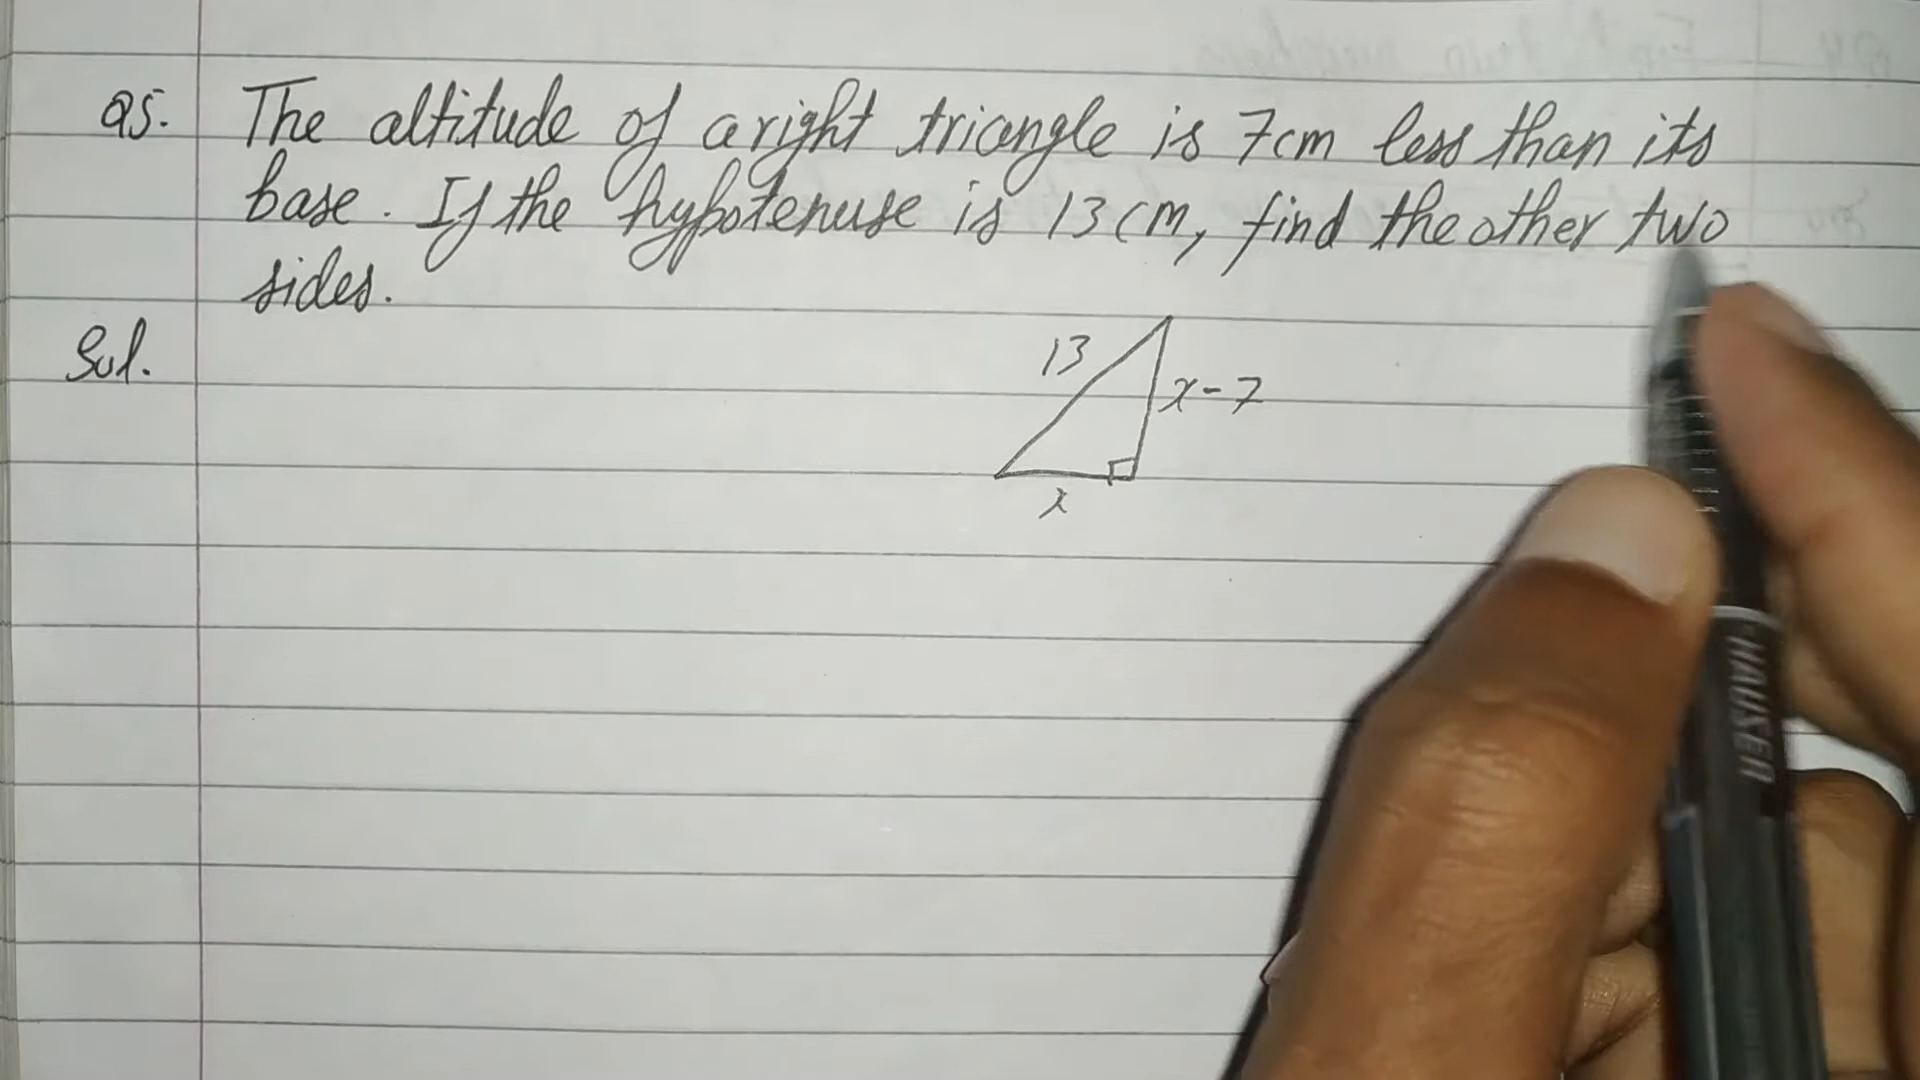 Q5. The altitude of a right triangle is 7cm less than its
base. If the hypotenuse is 13 cm, find the other two
sides.
Sol.
13
x-7
x
HAUSER